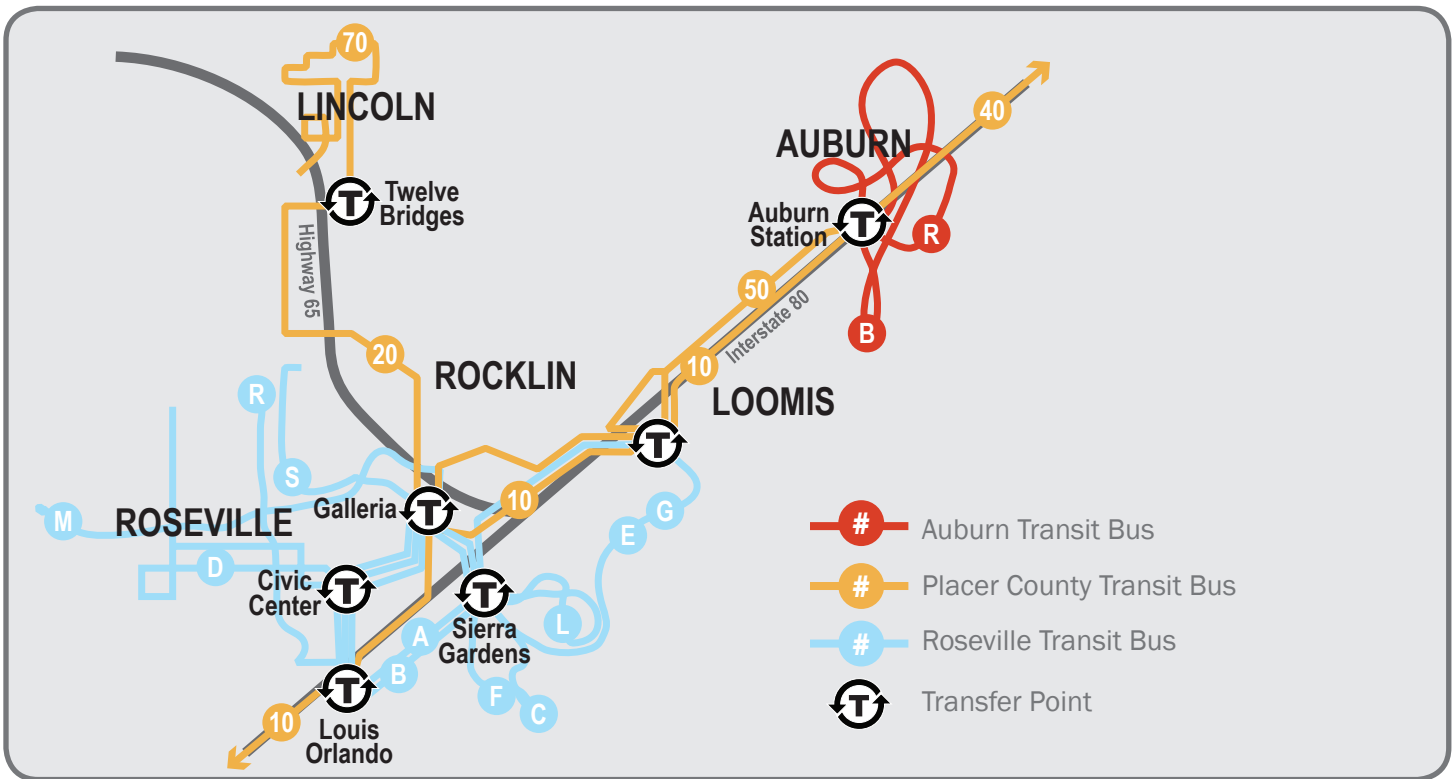 70
LINCOLN
40
AUBURN
Twelve
Bridges
T
Auburn
Station
T
R
Highway 65
50
Interstate 80
B
20
10
ROCKLIN
LOOMIS
R
T
S
Galleria
T
10
M
ROSEVILLE
G
E
D
Civic
Center
T
T
Sierra
Gardens
L
A
B
F
C
T
Louis
Orlando
10
# Auburn Transit Bus
# Placer County Transit Bus
# Roseville Transit Bus
T Transfer Point